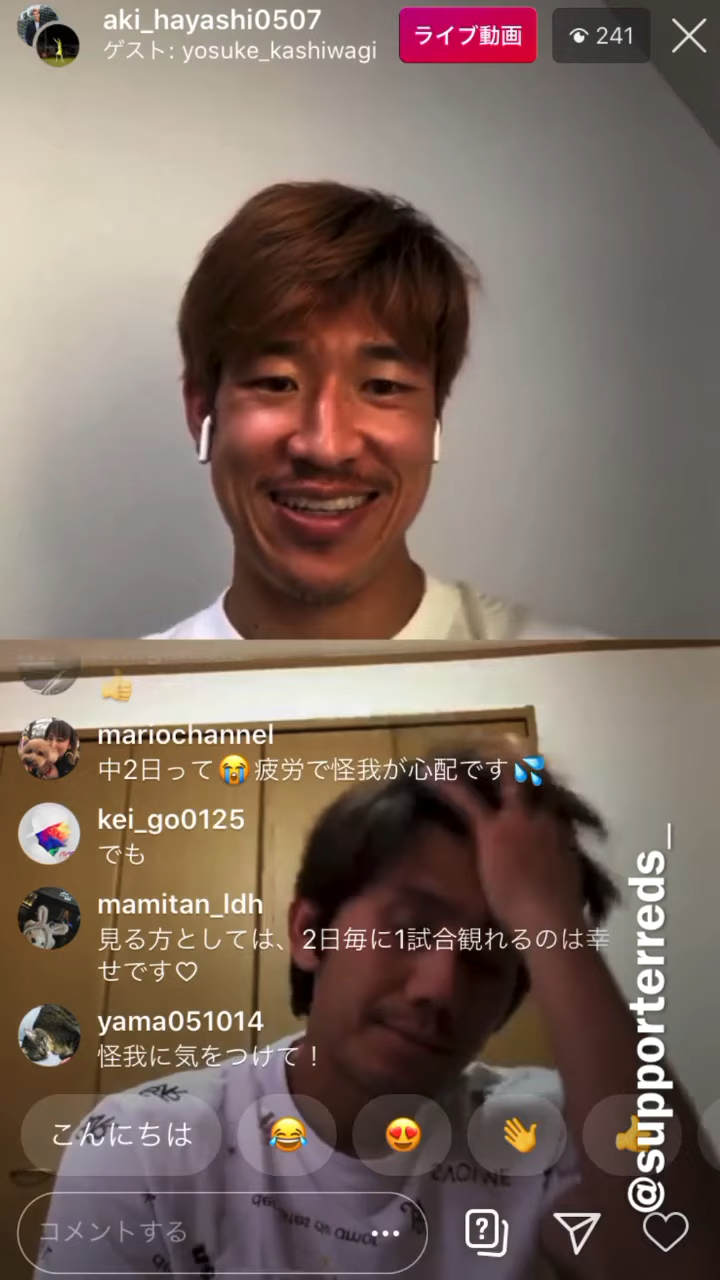 aki_hayashi0507
ゲスト: yosuke_kashiwagi
ライブ動画
241
mariochannel
中2日って😭疲労で怪我が心配です💦
kei_go0125
でも
mamitan_ldh
見る方としては、2日毎に1試合観れるのは幸
せです♡
yama051014
怪我に気をつけて！
こんにちは
コメントする
@supporterreds_